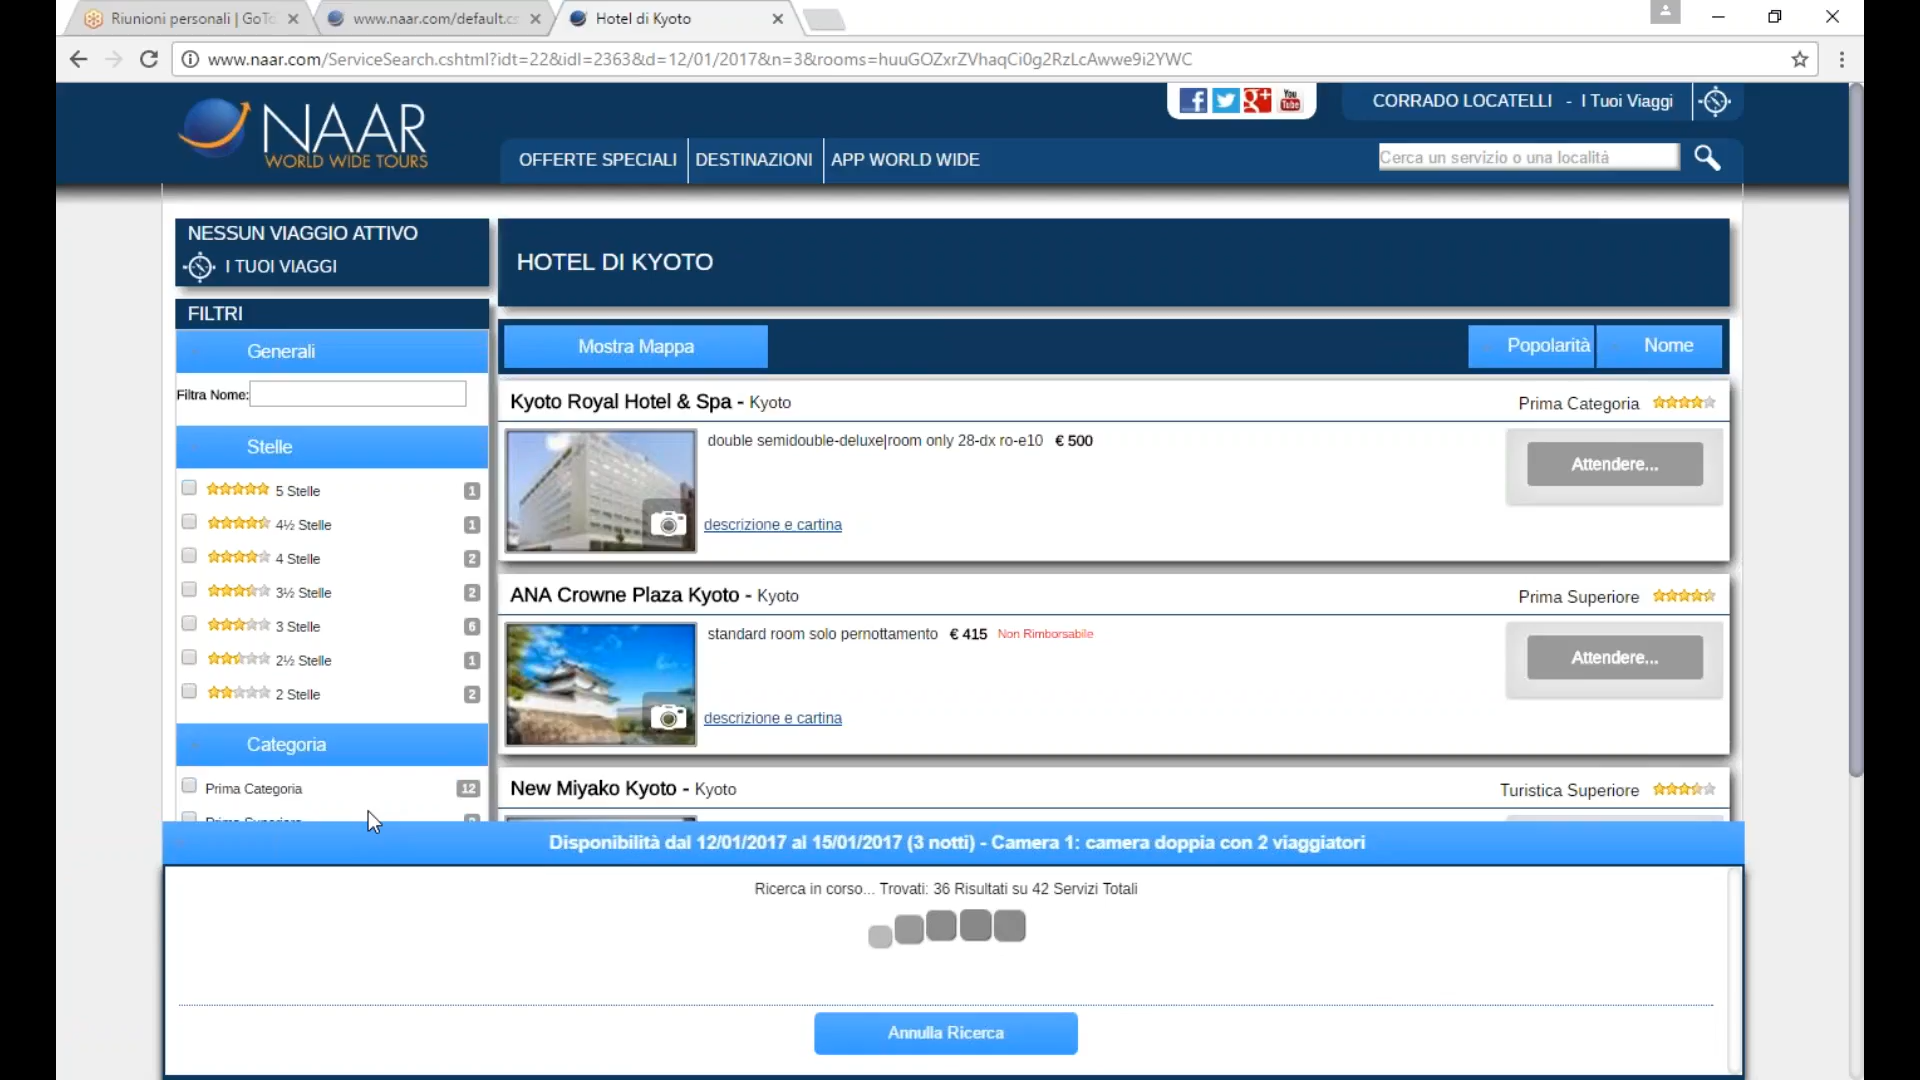 Riunioni personali | GoTo
www.naar.com/default.cs
Hotel di Kyoto
www.naar.com/ServiceSearch.cshtml?idt=22&idl=2363&d=12/01/2017&n=3&rooms=huuGOZxrZVhaqCi0g2RzLcAwwe9i2YWC
NAAR
WORLD WIDE TOURS
You Tube
CORRADO LOCATELLI - I Tuoi Viaggi
OFFERTE SPECIALI
DESTINAZIONI
APP WORLD WIDE
Cerca un servizio o una località
NESSUN VIAGGIO ATTIVO
I TUOI VIAGGI
FILTRI
Generali
Filtra Nome:
Stelle
5 Stelle 1
4½ Stelle 1
4 Stelle 2
3½ Stelle 2
3 Stelle 6
2½ Stelle 1
2 Stelle 2
Categoria
Prima Categoria 12
Prima Superiore
HOTEL DI KYOTO
Mostra Mappa
Popolarità
Nome
Kyoto Royal Hotel & Spa - Kyoto
Prima Categoria
double semidouble-deluxe|room only 28-dx ro-e10 € 500
Attendere...
descrizione e cartina
ANA Crowne Plaza Kyoto - Kyoto
Prima Superiore
standard room solo pernottamento € 415 Non Rimborsabile
Attendere...
descrizione e cartina
New Miyako Kyoto - Kyoto
Turistica Superiore
Disponibilità dal 12/01/2017 al 15/01/2017 (3 notti) - Camera 1: camera doppia con 2 viaggiatori
Ricerca in corso... Trovati: 36 Risultati su 42 Servizi Totali
Annulla Ricerca